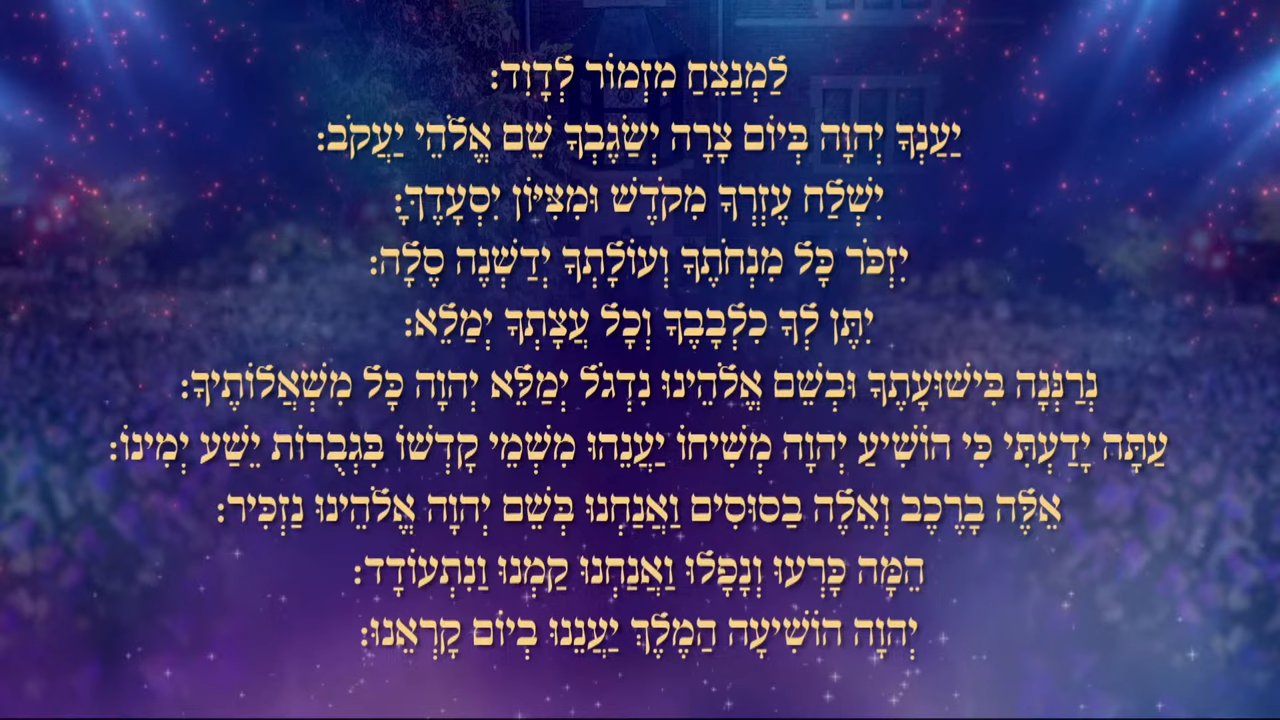 לַמְנַצֵּחַ מִזְמוֹר לְדָוִד:
יַעַנְךָ יְהוָה בְּיוֹם צָרָה יְשַׂגֶּבְךָ שֵׁם אֱלֹהֵי יַעֲקֹב:
יִשְׁלַח עֶזְרְךָ מִקֹּדֶשׁ וּמִצִּיּוֹן יִסְעָדֶךָּ:
יִזְכֹּר כָּל מִנְחֹתֶךָ וְעוֹלָתְךָ יְדַשְּׁנֶה סֶלָה:
יִתֶּן לְךָ כִלְבָבֶךָ וְכָל עֲצָתְךָ יְמַלֵּא:
נְרַנְּנָה בִּישׁוּעָתֶךָ וּבְשֵׁם אֱלֹהֵינוּ נִדְגֹּל יְמַלֵּא יְהוָה כָּל מִשְׁאֲלוֹתֶיךָ:
עַתָּה יָדַעְתִּי כִּי הוֹשִׁיעַ יְהוָה מְשִׁיחוֹ יַעֲנֵהוּ מִשְּׁמֵי קָדְשׁוֹ בִּגְבֻרוֹת יֵשַׁע יְמִינוֹ:
אֵלֶּה בָרֶכֶב וְאֵלֶּה בַסּוּסִים וַאֲנַחְנוּ בְּשֵׁם יְהוָה אֱלֹהֵינוּ נַזְכִּיר:
הֵמָּה כָּרְעוּ וְנָפָלוּ וַאֲנַחְנוּ קַמְנוּ וַנִּתְעוֹדָד:
יְהוָה הוֹשִׁיעָה הַמֶּלֶךְ יַעֲנֵנוּ בְיוֹם קָרְאֵנוּ: